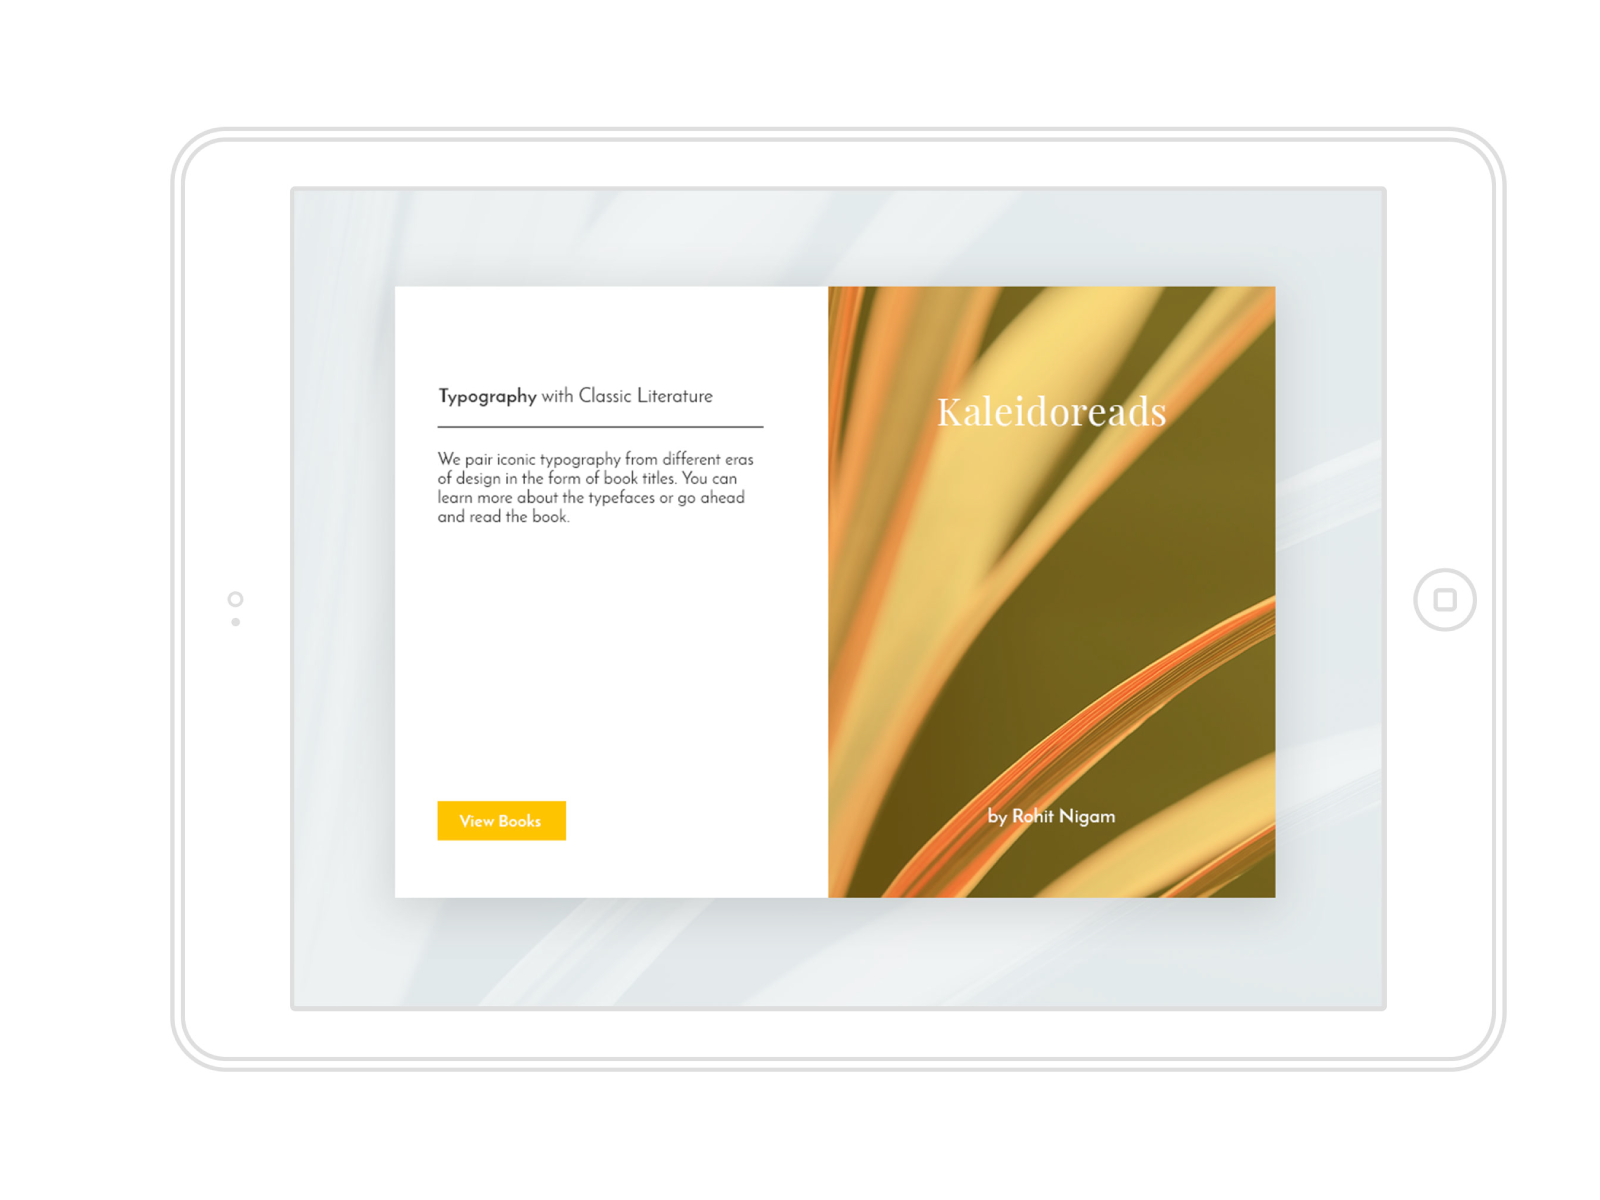 Typography with Classic Literature
We pair iconic typography from different eras
of design in the form of book titles. You can
learn more about the typefaces or go ahead
and read the book.
View Books
Kaleidoreads
by Rohit Nigam